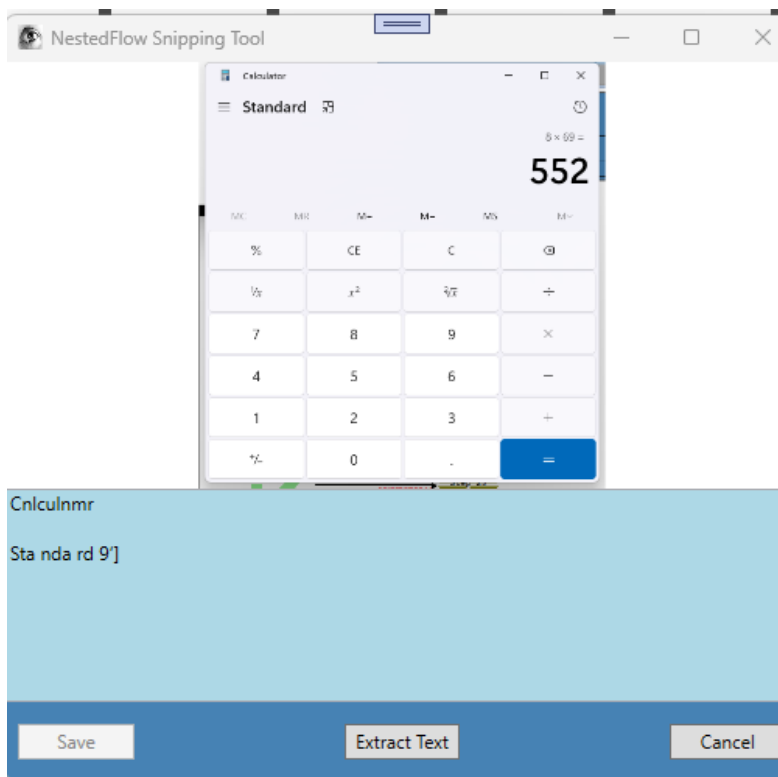 NestedFlow Snipping Tool
Calculator
Standard
8 × 69 =
552
MC MR M+ M− MS M˅
% CE C
¹/x x² ²√x ÷
7 8 9 ×
4 5 6 −
1 2 3 +
+/− 0 . =
Cnlculnmr
Sta nda rd 9']
Save Extract Text Cancel